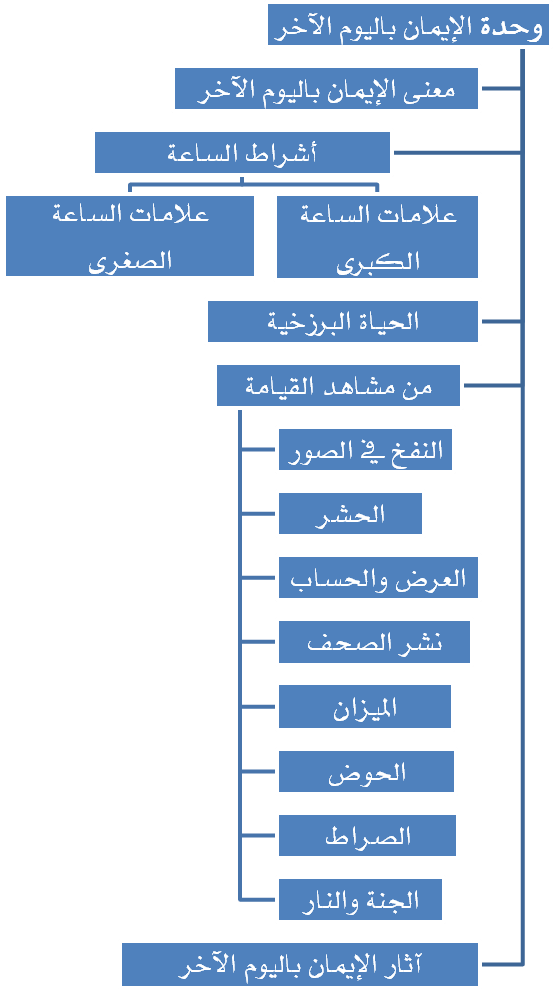 وحدة الإيمان باليوم الآخر
معنى الإيمان باليوم الآخر
أشراط الساعة
علامات الساعة
الكبرى
علامات الساعة
الصغرى
الحياة البرزخية
من مشاهد القيامة
النفخ في الصور
الحشر
العرض والحساب
نشر الصحف
الميزان
الحوض
الصراط
الجنة والنار
آثار الإيمان باليوم الآخر